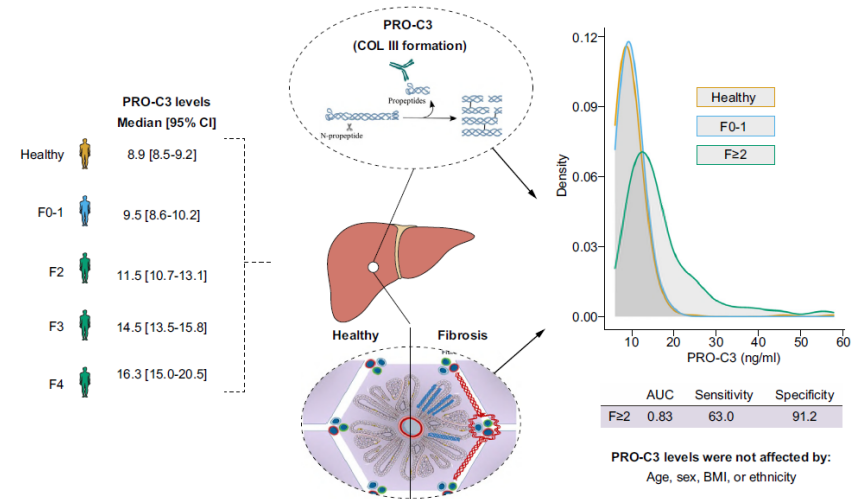 PRO-C3
(COL III formation)
Propeptides
N-propeptide
PRO-C3 levels
Median [95% CI]
Healthy 8.9 [8.5-9.2]
F0-1 9.5 [8.6-10.2]
F2 11.5 [10.7-13.1]
F3 14.5 [13.5-15.8]
F4 16.3 [15.0-20.5]
Healthy Fibrosis
0.12
0.09
0.06
0.03
0.00
Density
Healthy
F0-1
F≥2
10 20 30 40 50 60
PRO-C3 (ng/ml)
AUC Sensitivity Specificity
F≥2 0.83 63.0 91.2
PRO-C3 levels were not affected by:
Age, sex, BMI, or ethnicity